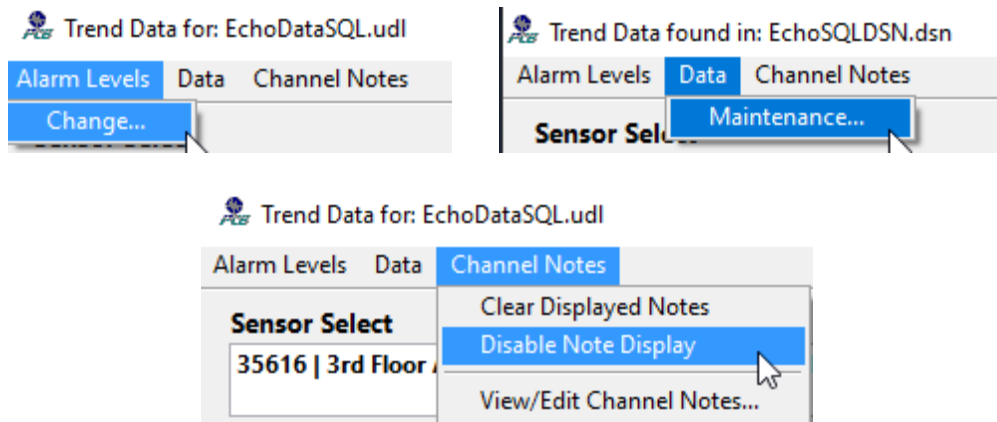 Trend Data for: EchoDataSQL.udl
Alarm Levels Data Channel Notes
Change...
Trend Data found in: EchoSQLDSN.dsn
Alarm Levels Data Channel Notes
Maintenance...
Sensor Sel
Trend Data for: EchoDataSQL.udl
Alarm Levels Data Channel Notes
Clear Displayed Notes
Sensor Select
Disable Note Display
35616 | 3rd Floor
View/Edit Channel Notes...